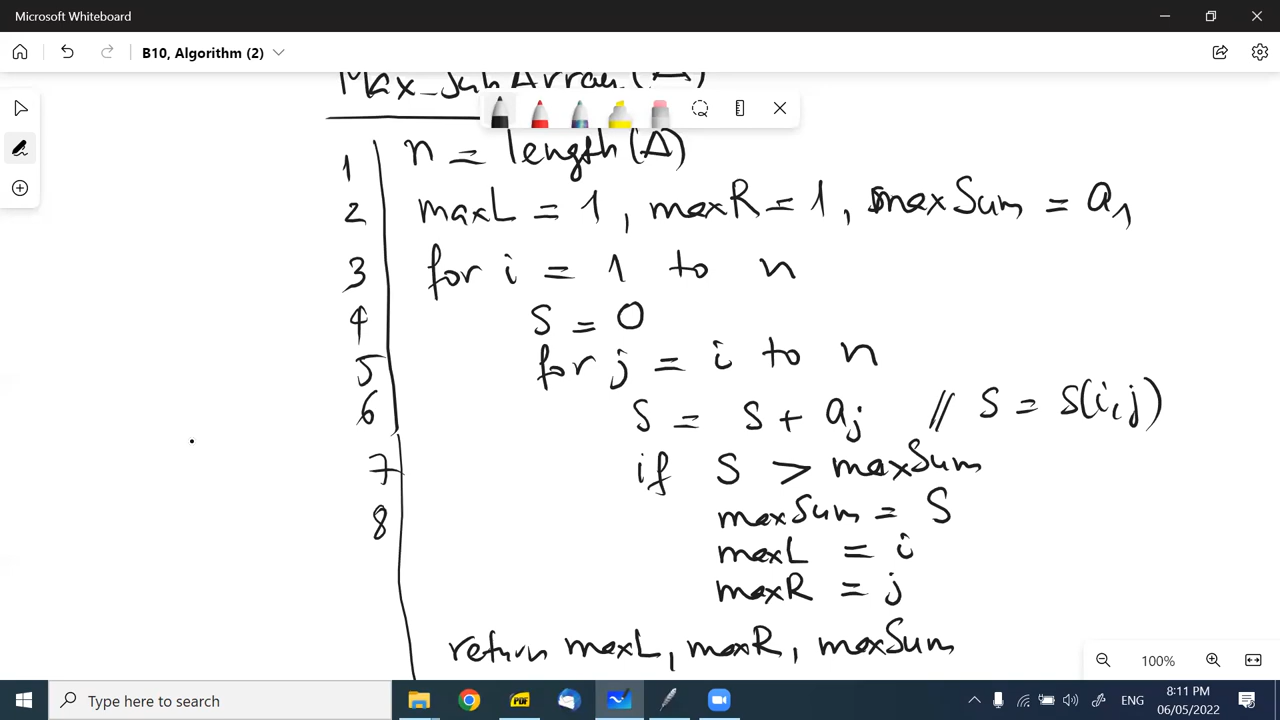 Microsoft Whiteboard
B10, Algorithm (2)
Max_SubArray(A)
1 n = length(A)
2 maxL = 1, maxR = 1, maxSum = a1
3 for i = 1 to n
4 s = 0
5 for j = i to n
6 s = s + aj // s = s(i,j)
7 if s > maxSum
8 maxSum = s
maxL = i
maxR = j
return maxL, maxR, maxSum
100%
Type here to search
PDF
ENG
8:11 PM
06/05/2022